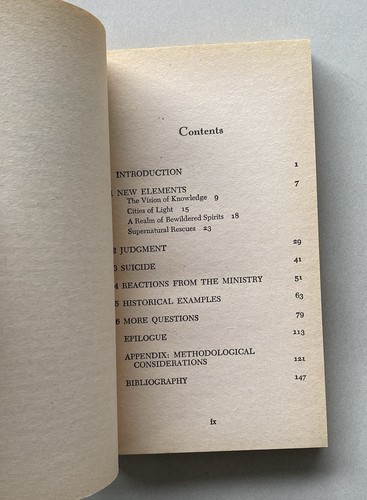 Contents
INTRODUCTION 1
1 NEW ELEMENTS 7
The Vision of Knowledge 9
Cities of Light 15
A Realm of Bewildered Spirits 18
Supernatural Rescues 23
2 JUDGMENT 29
3 SUICIDE 41
4 REACTIONS FROM THE MINISTRY 51
5 HISTORICAL EXAMPLES 63
6 MORE QUESTIONS 79
EPILOGUE 113
APPENDIX: METHODOLOGICAL
CONSIDERATIONS 121
BIBLIOGRAPHY 147
ix